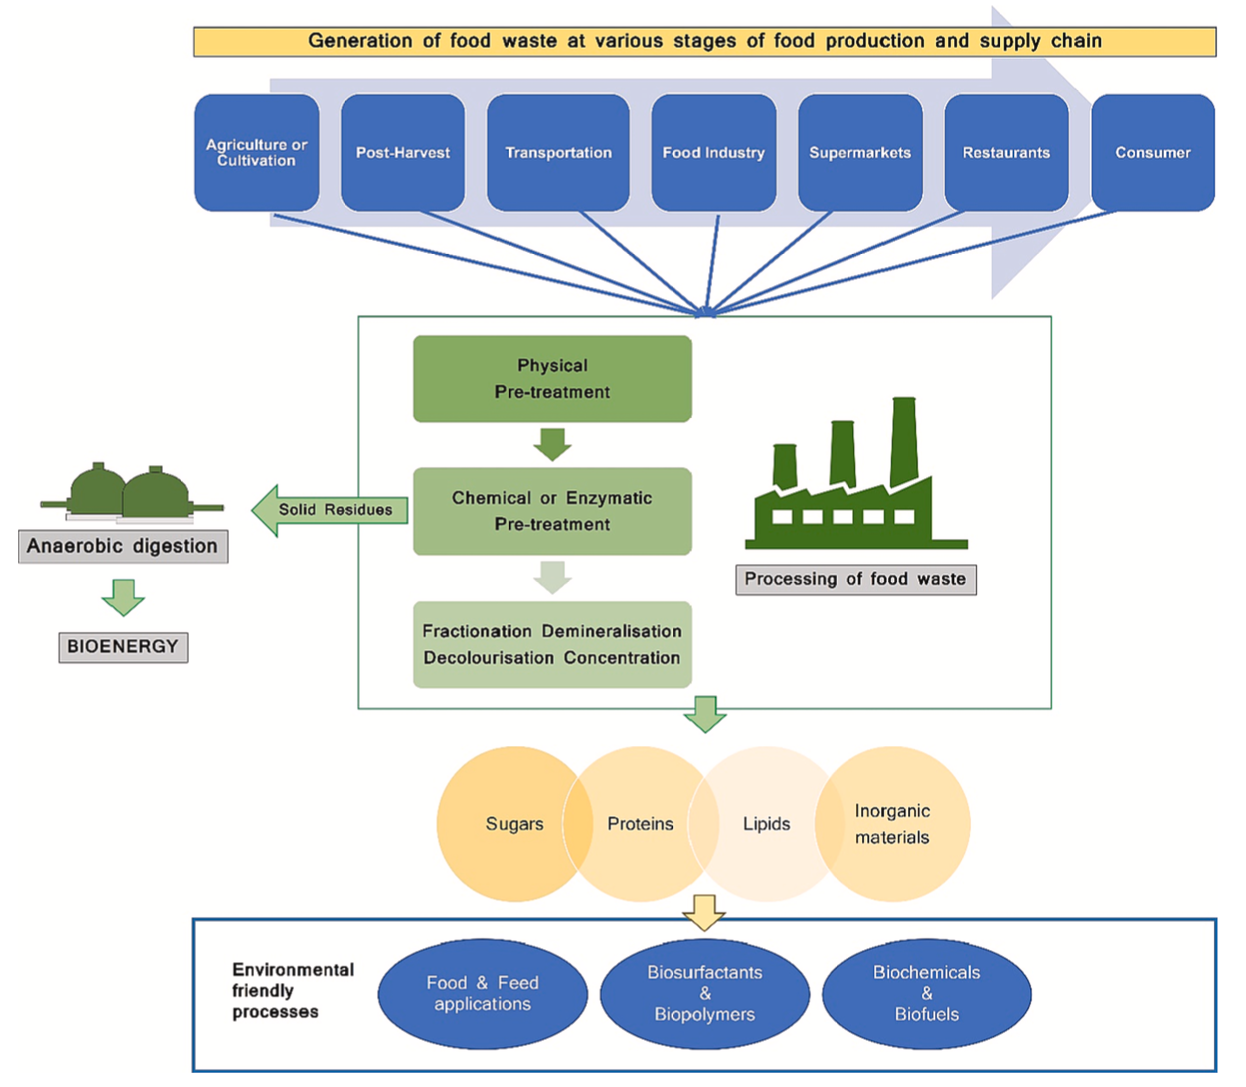 Generation of food waste at various stages of food production and supply chain
Agriculture or
Cultivation
Post-Harvest
Transportation
Food Industry
Supermarkets
Restaurants
Consumer
Physical
Pre-treatment
Chemical or Enzymatic
Pre-treatment
Solid Residues
Anaerobic digestion
BIOENERGY
Fractionation Demineralisation
Decolourisation Concentration
Processing of food waste
Sugars
Proteins
Lipids
Inorganic
materials
Environmental
friendly
processes
Food & Feed
applications
Biosurfactants
&
Biopolymers
Biochemicals
&
Biofuels